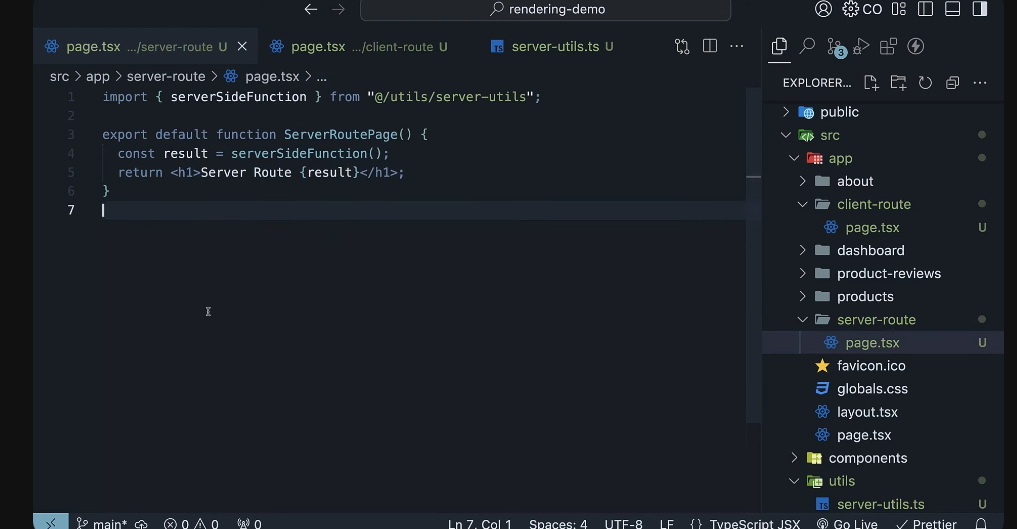 rendering-demo
CO
page.tsx .../server-route U
page.tsx .../client-route U
server-utils.ts U
3
src > app > server-route > page.tsx > ...
EXPLORER...
1 import { serverSideFunction } from "@/utils/server-utils";
2
3 export default function ServerRoutePage() {
4 const result = serverSideFunction();
5 return <h1>Server Route {result}</h1>;
6 }
7
public
src
app
about
client-route
page.tsx U
dashboard
product-reviews
products
server-route
page.tsx U
favicon.ico
globals.css
layout.tsx
page.tsx
components
utils
TS server-utils.ts U
main* 0 0 0 Ln 7, Col 1 Spaces: 4 UTF-8 LF {} TypeScript JSX Go Live Prettier